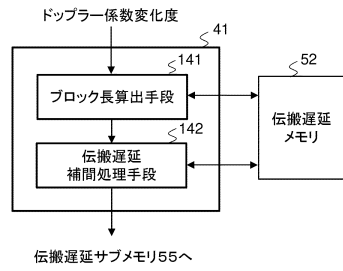 ドップラー係数変化度
41
141
ブロック長算出手段
52
伝搬遅延
メモリ
142
伝搬遅延
補間処理手段
伝搬遅延サブメモリ55へ